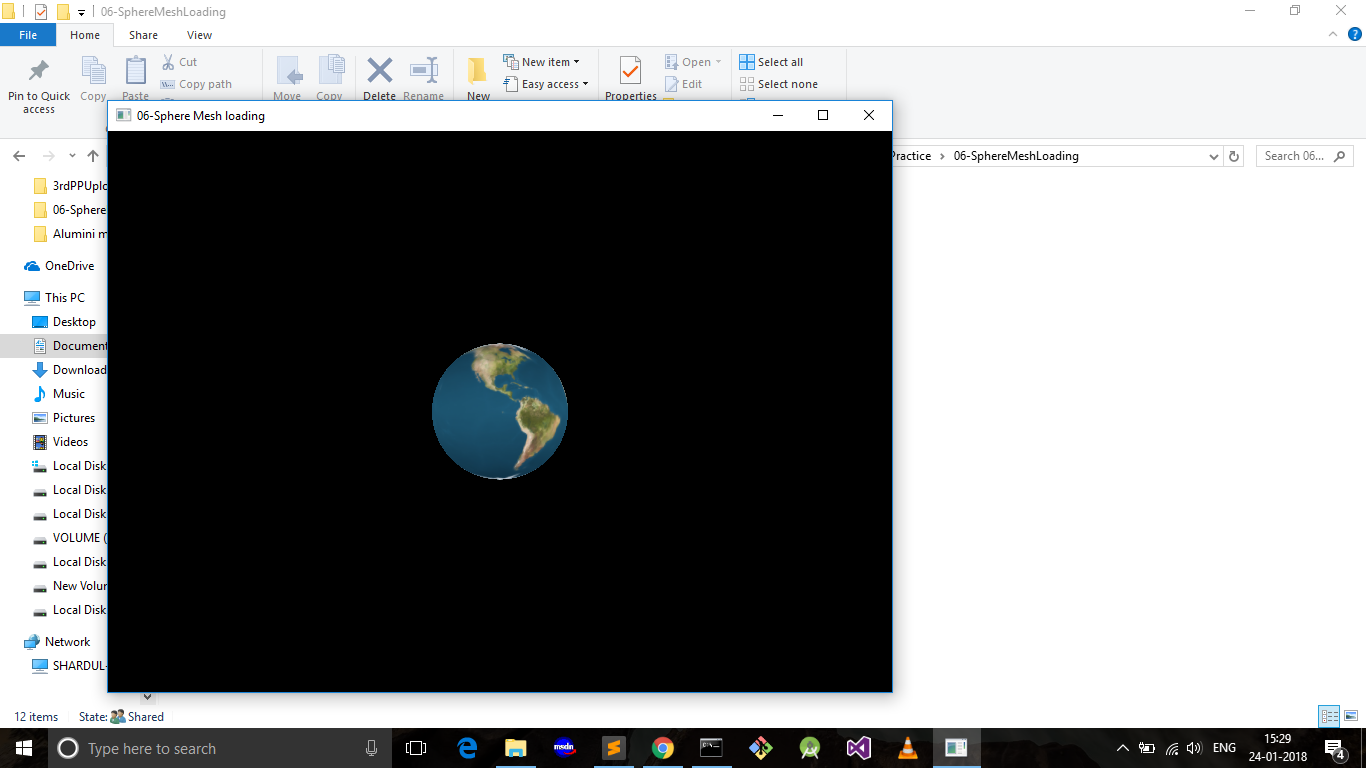 06-SphereMeshLoading
File Home Share View
Cut
New item
Open
Select all
Copy path
Easy access
Edit
Select none
Pin to Quick access
Copy
Paste
Move
Copy
Delete
Rename
New
Properties
06-Sphere Mesh loading
ractice
06-SphereMeshLoading
Search 06...
3rdPPUplo
06-Sphere
Alumini m
OneDrive
This PC
Desktop
Document
Download
Music
Pictures
Videos
Local Disk
Local Disk
Local Disk
VOLUME (
Local Disk
New Volur
Local Disk
Network
SHARDUL-
12 items State: Shared
Type here to search
msdn
ENG
15:29
24-01-2018
4